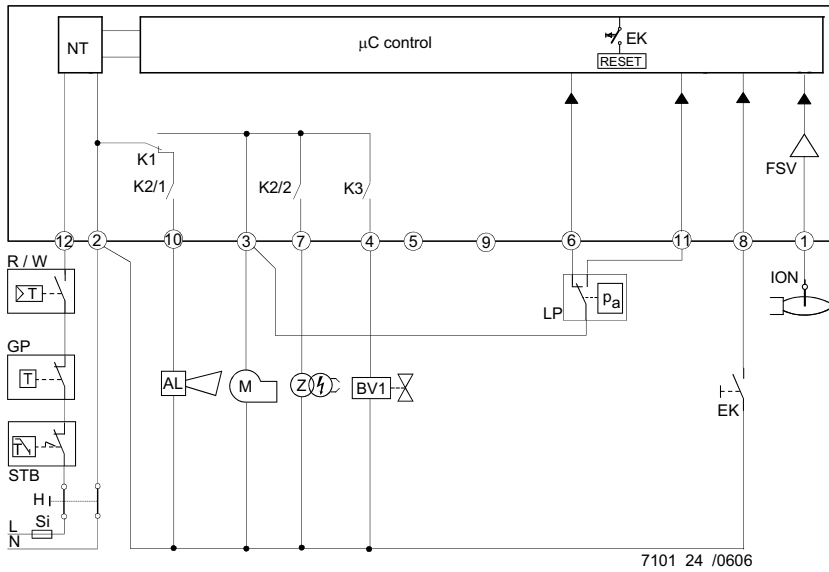 NT
μC control
EK
RESET
K1
K2/1
K2/2
K3
FSV
12
2
10
3
7
4
5
9
6
11
8
1
R / W
T
GP
T
STB
T
H
L
Si
N
AL
M
Z
BV1
LP
pa
ION
EK
7101 24 /0606